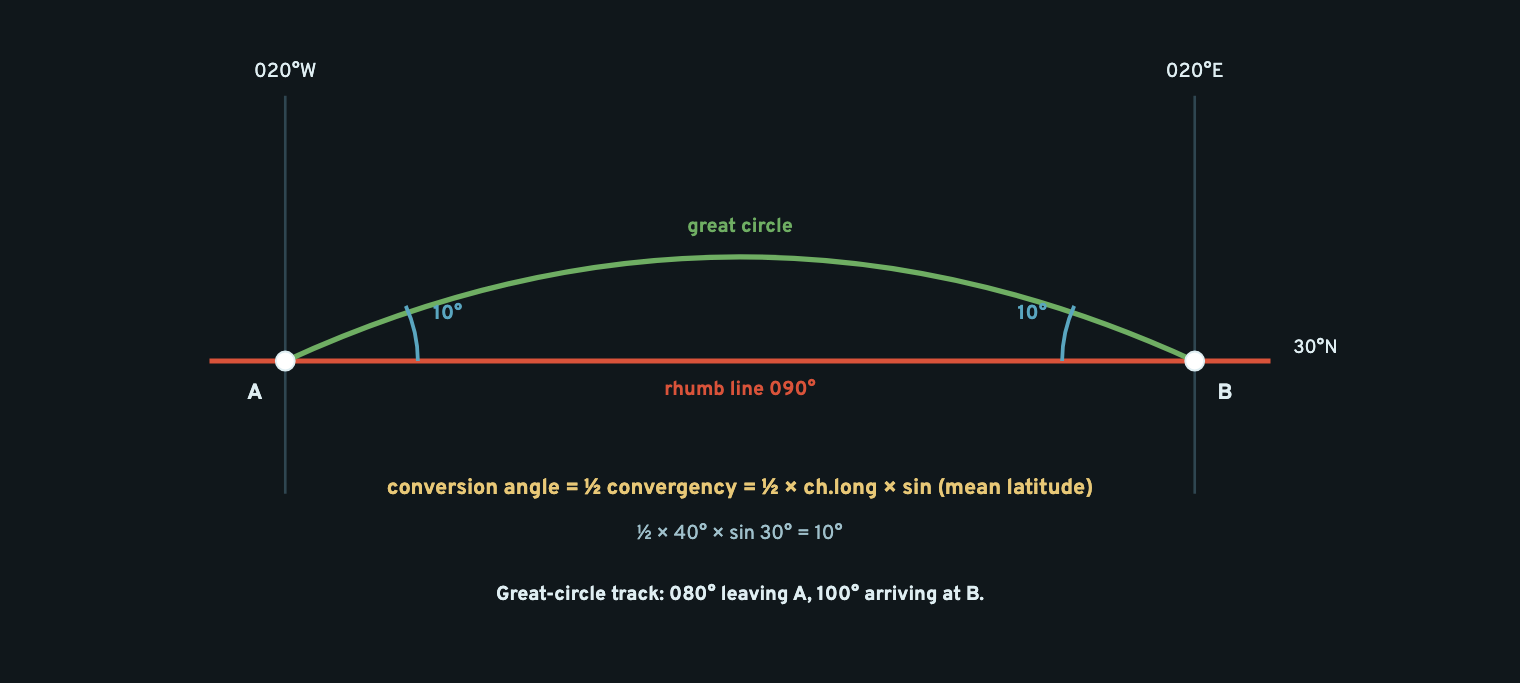 020°W
020°E
great circle
10°
10°
30°N
A
rhumb line 090°
B
conversion angle = ½ convergency = ½ × ch.long × sin (mean latitude)
½ × 40° × sin 30° = 10°
Great-circle track: 080° leaving A, 100° arriving at B.